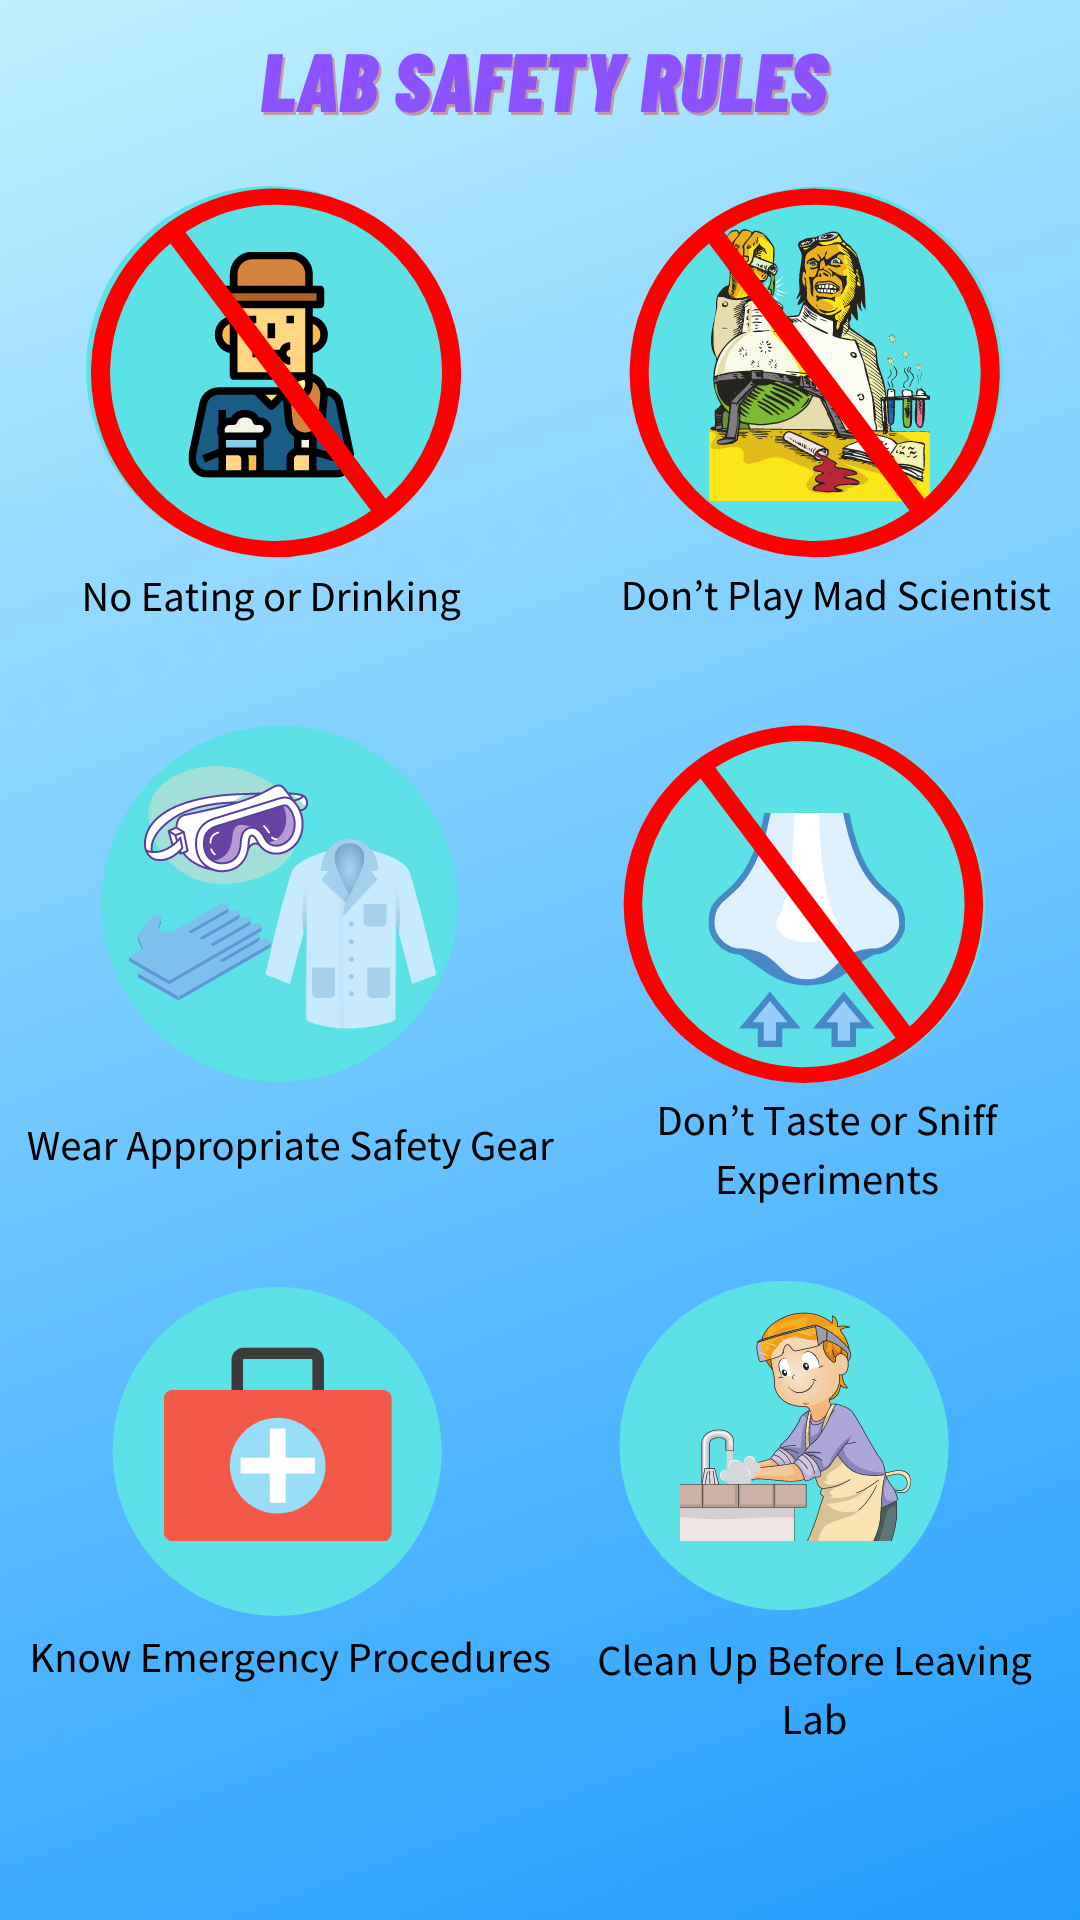 LAB SAFETY RULES
No Eating or Drinking
Don’t Play Mad Scientist
Wear Appropriate Safety Gear
Don’t Taste or Sniff
Experiments
Know Emergency Procedures
Clean Up Before Leaving
Lab